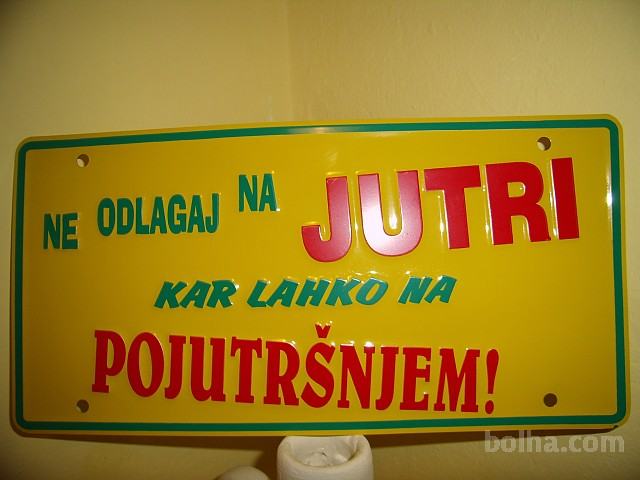 NE ODLAGAJ NA JUTRI
KAR LAHKO NA
POJUTRŠNJEM!
bolha.com